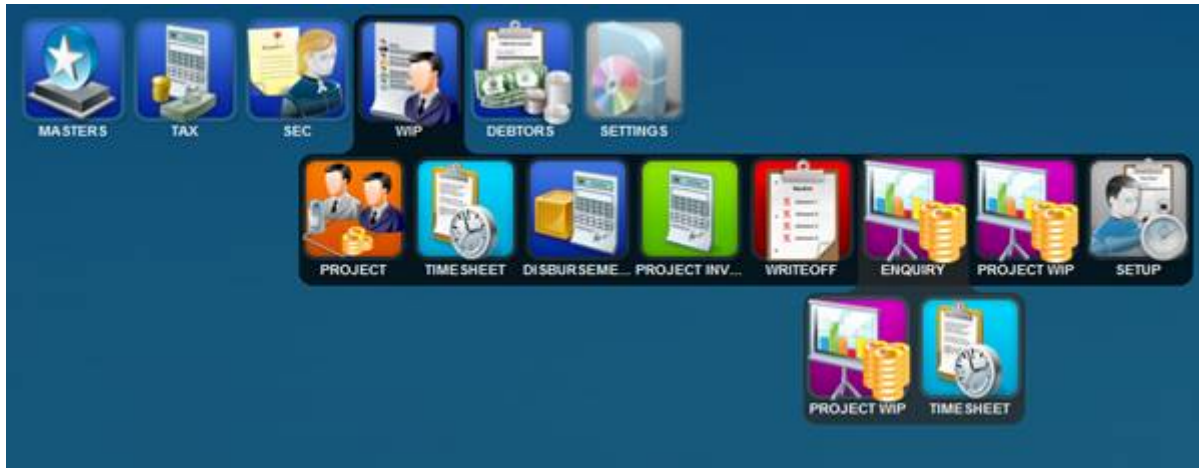 MASTERS TAX SEC WIP DEBTORS SETTINGS
PROJECT TIMESHEET DISBURSEME... PROJECT INV... WRITEOFF ENQUIRY PROJECT WIP SETUP
PROJECT WIP TIMESHEET